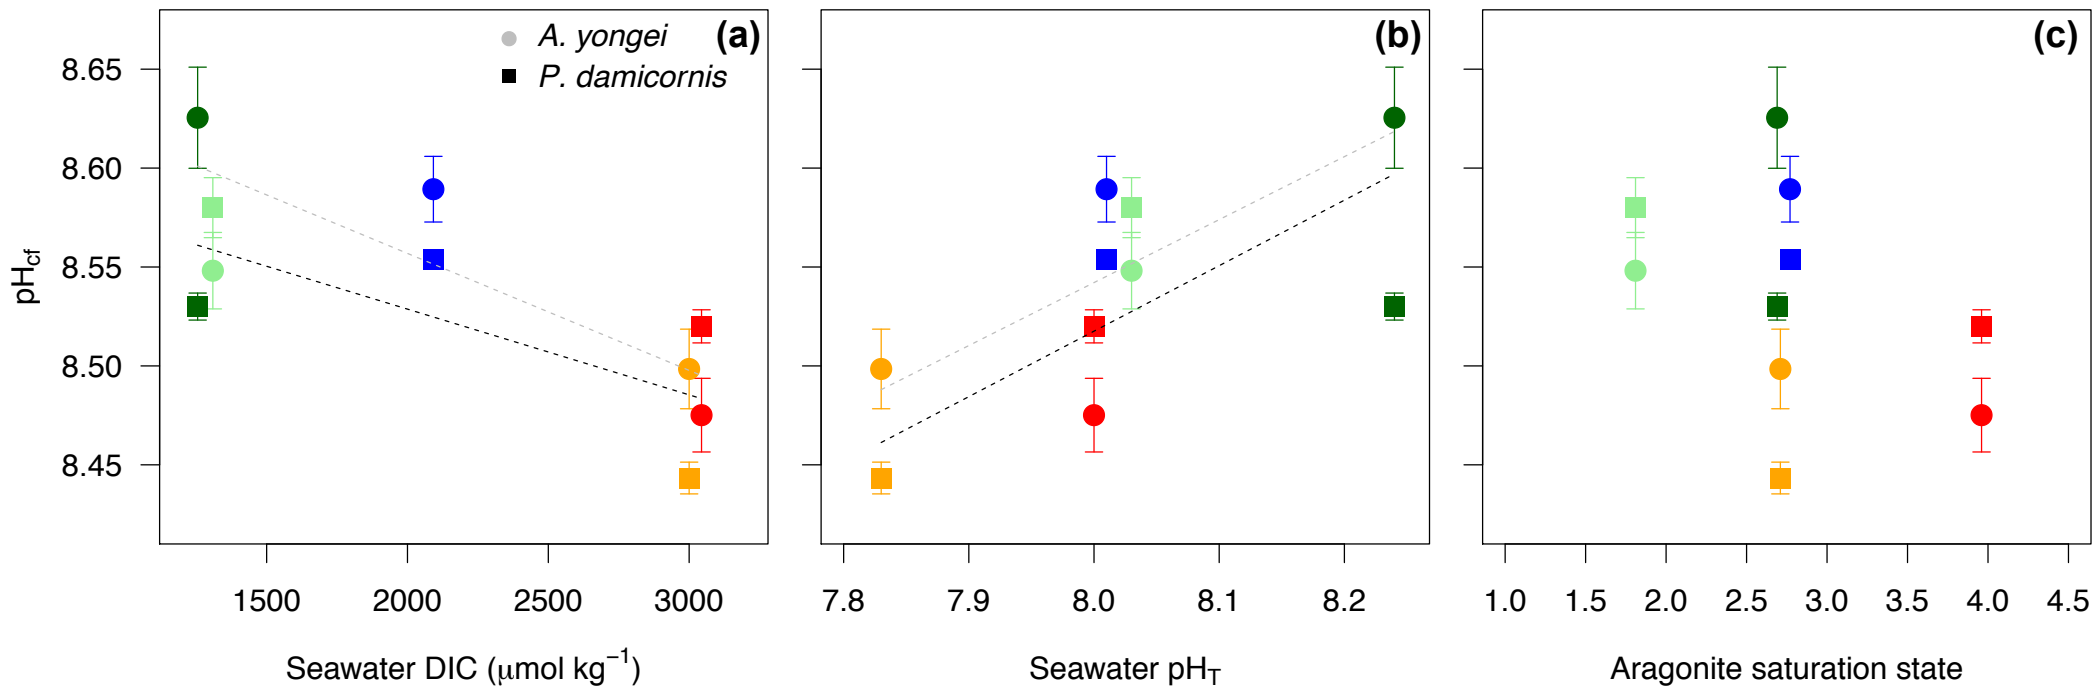 A. yongei
P. damicornis
(a)
(b)
(c)
pH_cf
8.65
8.60
8.55
8.50
8.45
1500 2000 2500 3000
7.8 7.9 8.0 8.1 8.2
1.0 1.5 2.0 2.5 3.0 3.5 4.0 4.5
Seawater DIC (μmol kg⁻¹)
Seawater pH_T
Aragonite saturation state